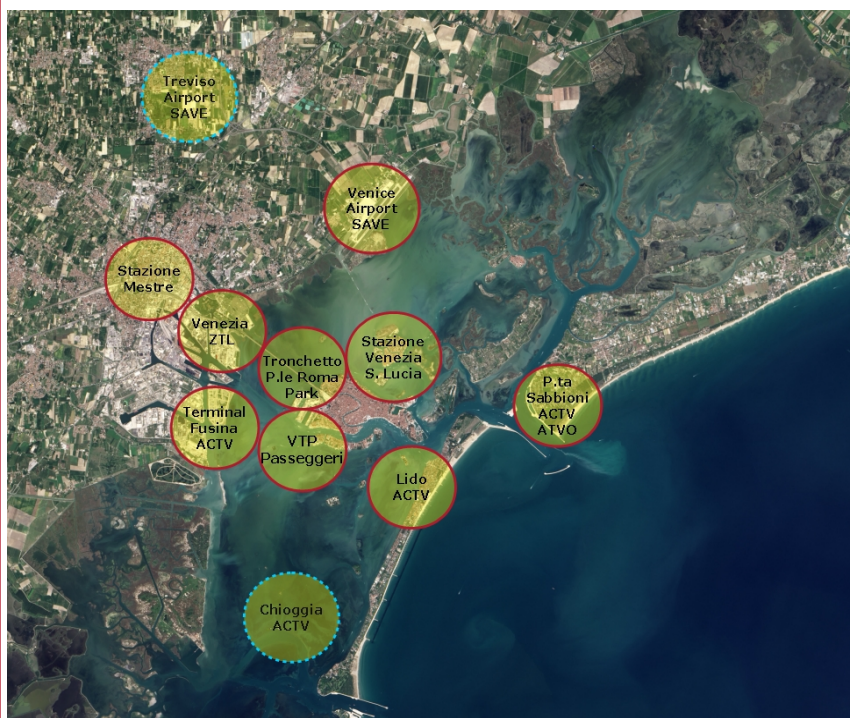 Treviso
Airport
SAVE
Venice
Airport
SAVE
Stazione
Mestre
Venezia
ZTL
Tronchetto
P.le Roma
Park
Stazione
Venezia
S. Lucia
P.ta
Sabbioni
ACTV
ATVO
Terminal
Fusina
ACTV
VTP
Passeggeri
Lido
ACTV
Chioggia
ACTV